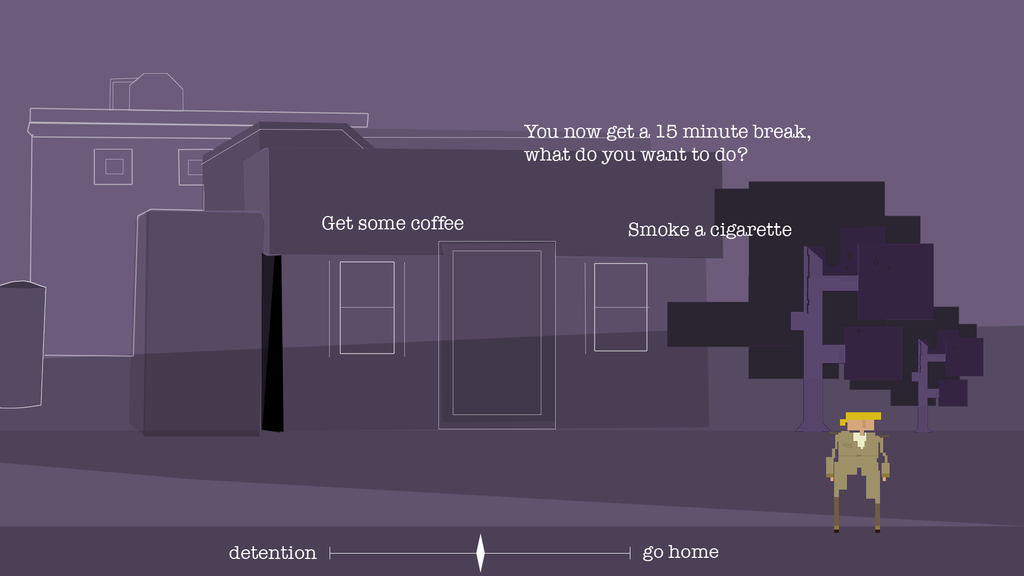 You now get a 15 minute break,
what do you want to do?
Get some coffee
Smoke a cigarette
detention
go home